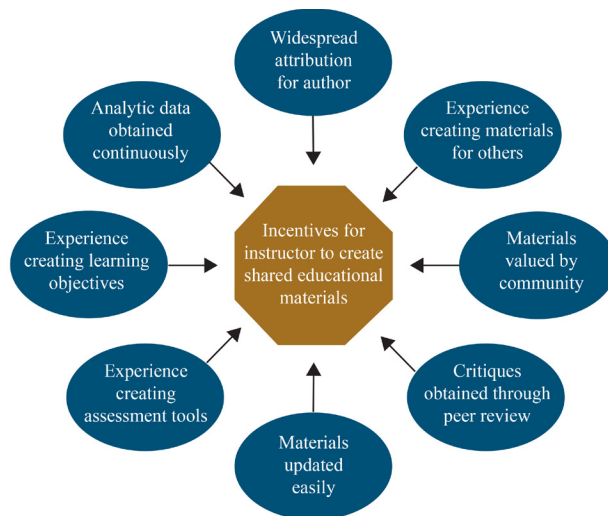 Widespread
attribution
for author
Analytic data
obtained
continuously
Experience
creating materials
for others
Incentives for
instructor to create
shared educational
materials
Experience
creating learning
objectives
Materials
valued by
community
Experience
creating
assessment tools
Critiques
obtained through
peer review
Materials
updated
easily